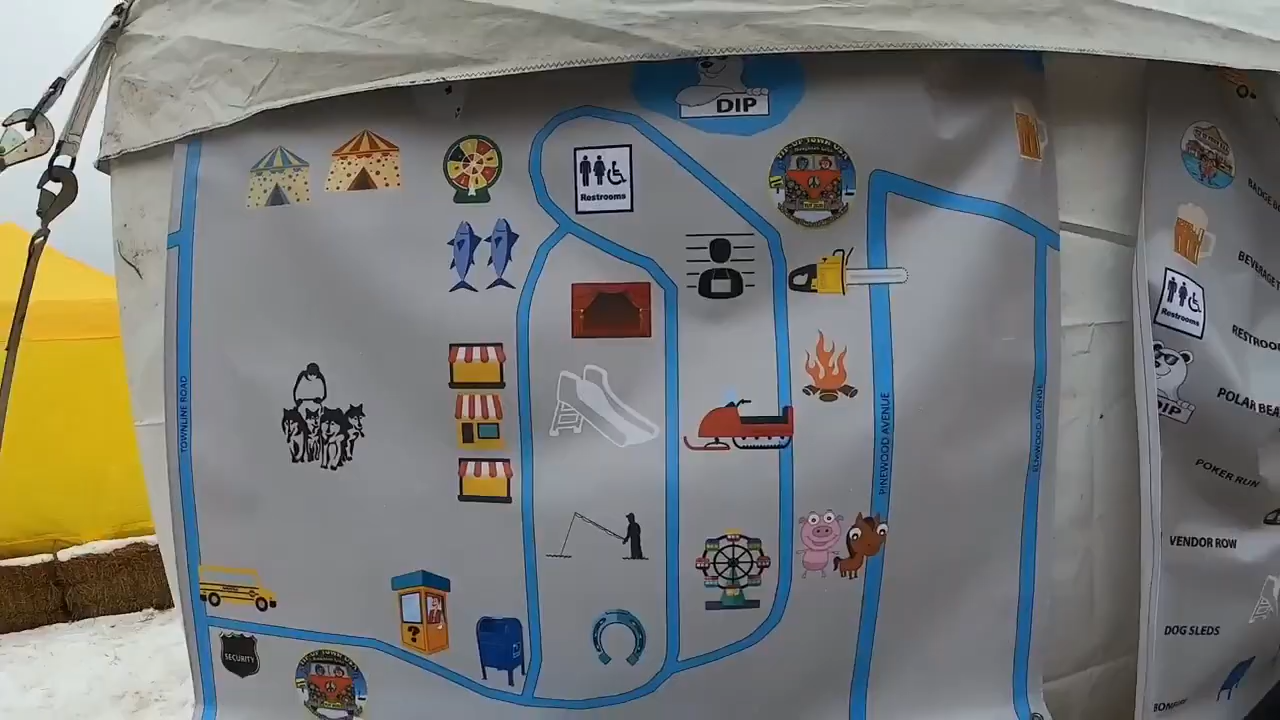 DIP
Restrooms
TOWNLINE ROAD
PINEWOOD AVENUE
ELMWOOD AVENUE
?
SECURITY
BADGE
BEVERAGE
Restrooms
RESTROO
DIP
POLAR BEA
POKER RUN
VENDOR ROW
DOG SLEDS
BONFIRE